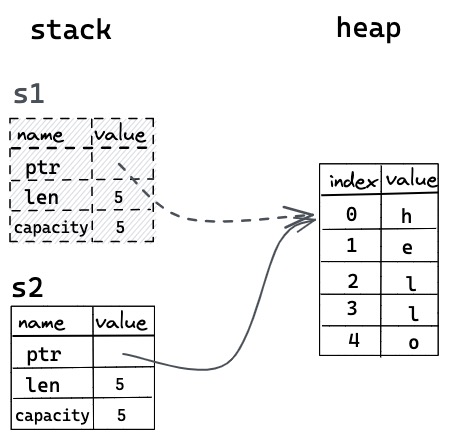 stack
heap
s1
name value
ptr
len 5
capacity 5
s2
name value
ptr
len 5
capacity 5
index value
0 h
1 e
2 l
3 l
4 o